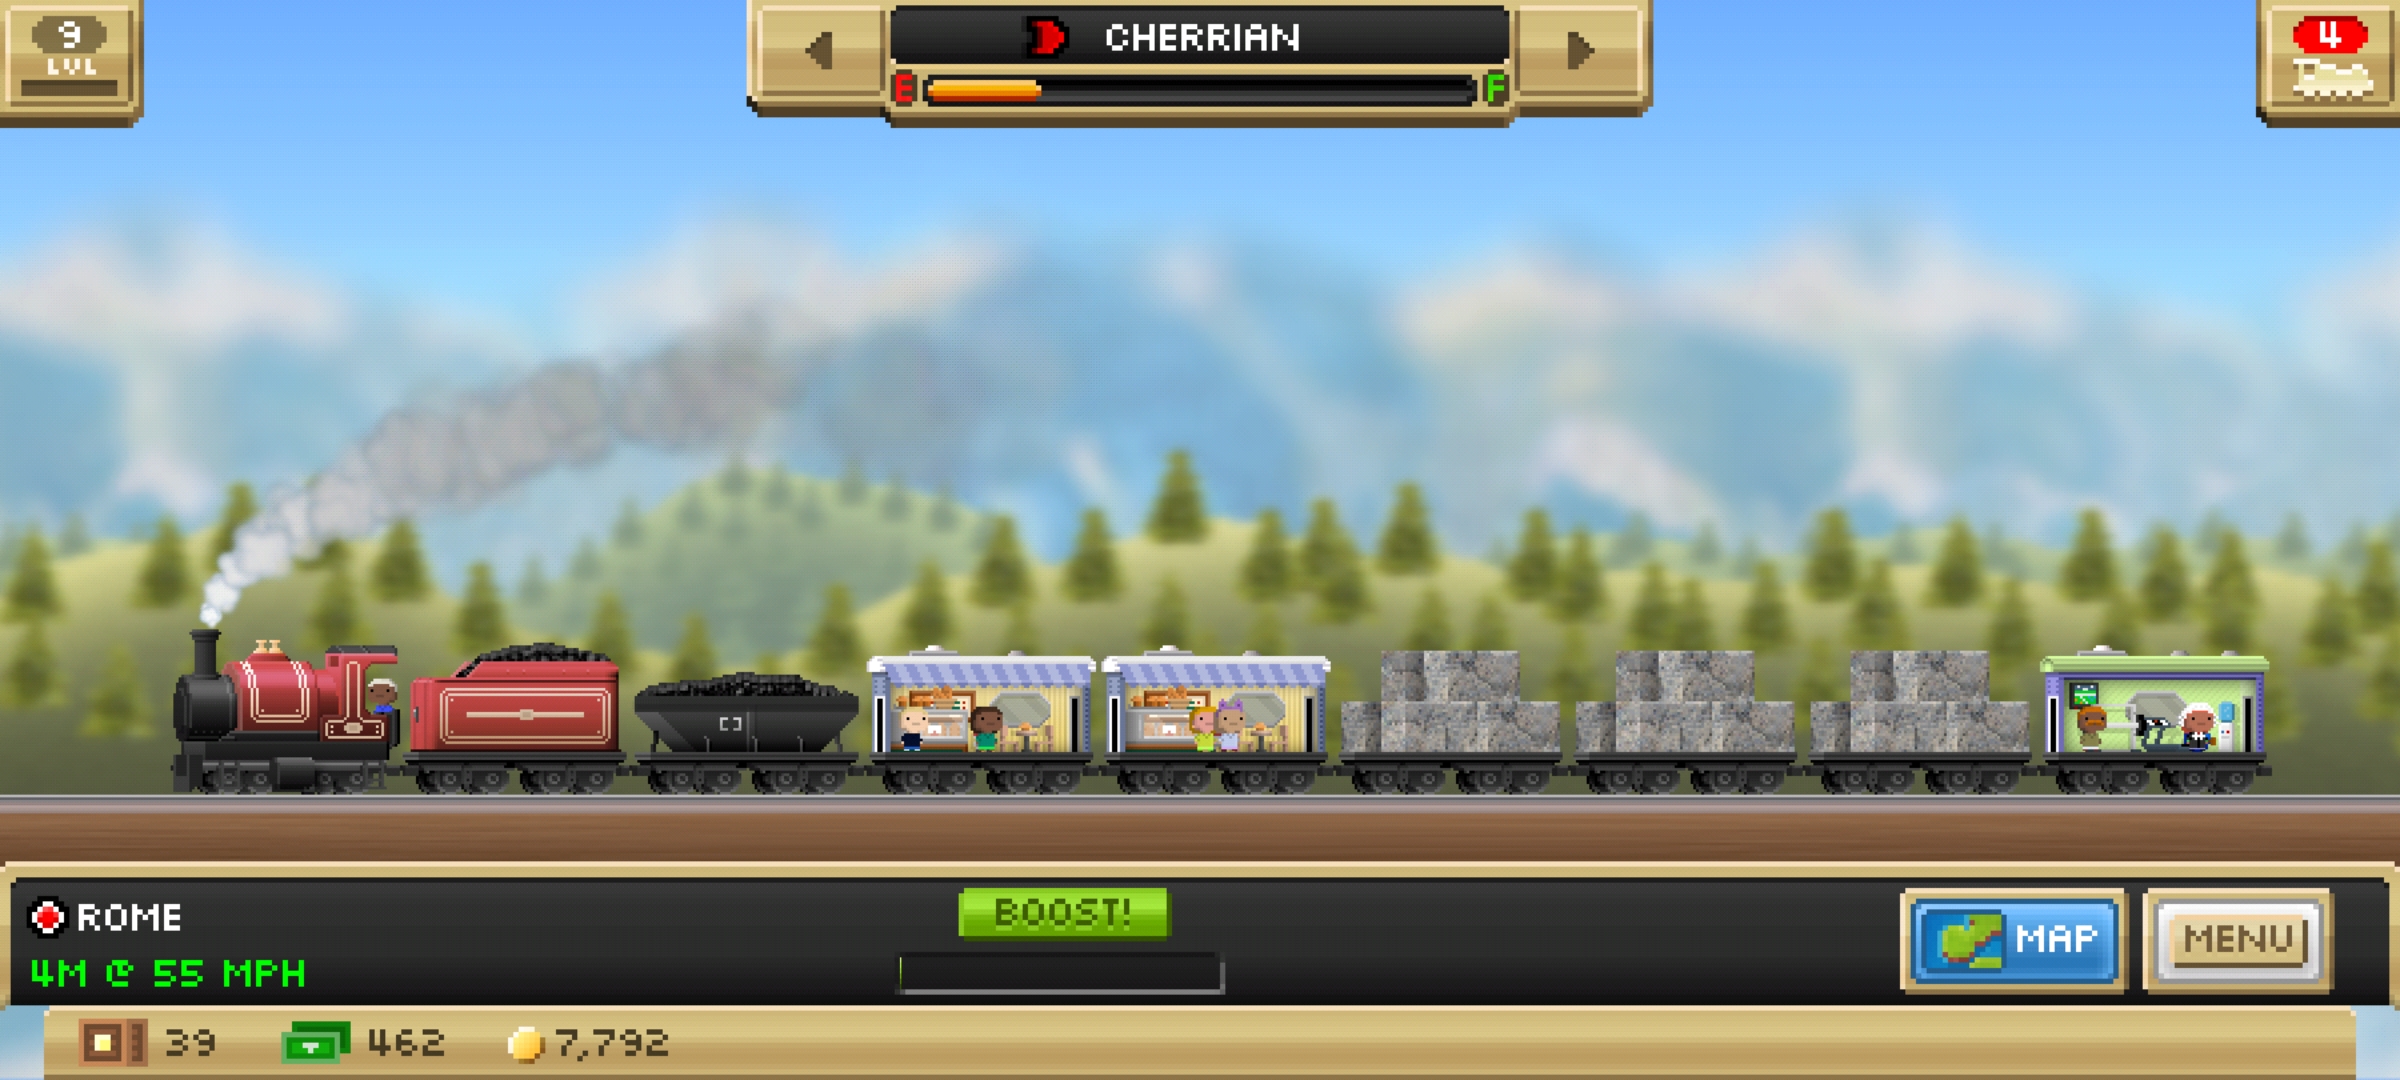 9
LVL
CHERRIAN
E F
4
ROME
4M @ 55 MPH
BOOST!
MAP
MENU
39 462 7,792